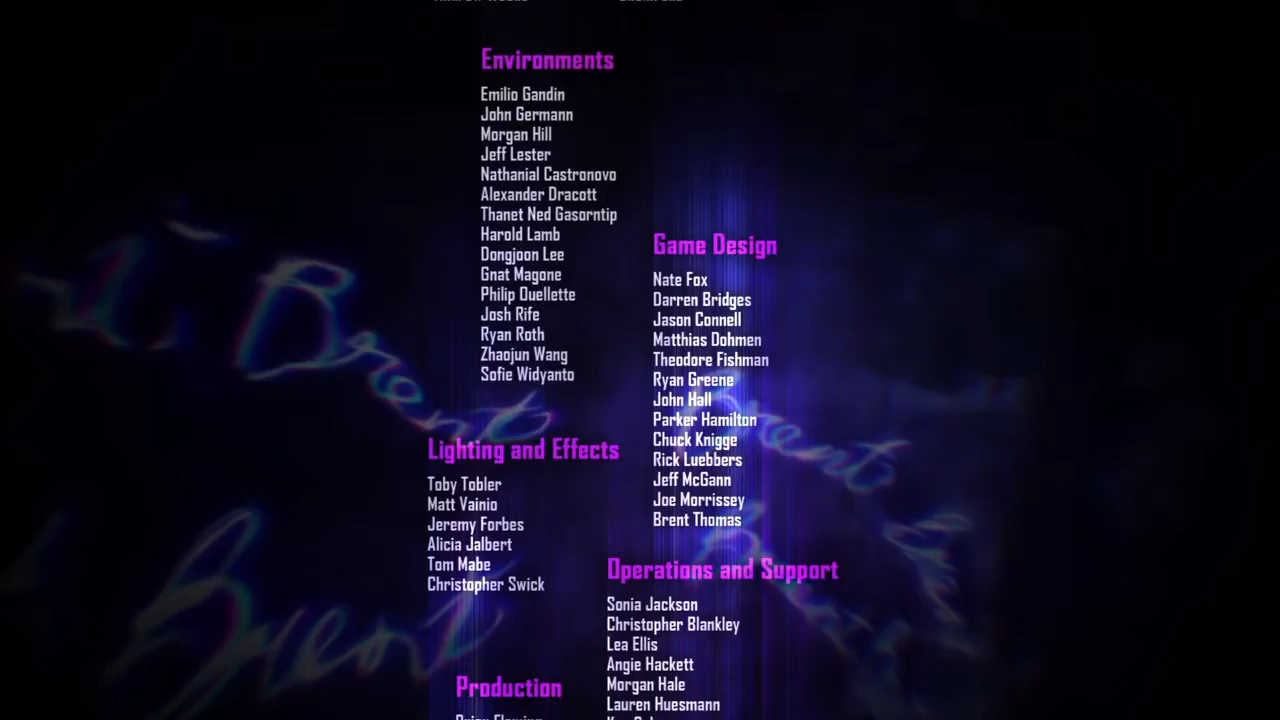 Environments
Emilio Gandin
John Germann
Morgan Hill
Jeff Lester
Nathanial Castronovo
Alexander Dracott
Thanet Ned Gasorntip
Harold Lamb
Dongjoon Lee
Gnat Magone
Philip Ouellette
Josh Rife
Ryan Roth
Zhaojun Wang
Sofie Widyanto
Lighting and Effects
Toby Tobler
Matt Vainio
Jeremy Forbes
Alicia Jalbert
Tom Mabe
Christopher Swick
Production
Game Design
Nate Fox
Darren Bridges
Jason Connell
Matthias Dohmen
Theodore Fishman
Ryan Greene
John Hall
Parker Hamilton
Chuck Knigge
Rick Luebbers
Jeff McGann
Joe Morrissey
Brent Thomas
Operations and Support
Sonia Jackson
Christopher Blankley
Lea Ellis
Angie Hackett
Morgan Hale
Lauren Huesmann
Brent
Brent
Brent